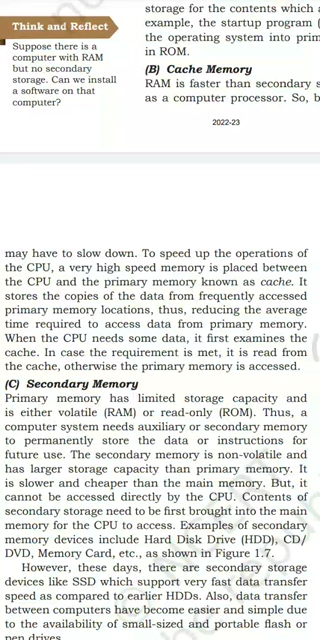 storage for the contents which
Think and Reflect
example, the startup program (
the operating system into
in ROM.
Suppose there is a
computer with RAM
but no secondary
storage. Can we install
a software on that
computer?
(B) Cache Memory
RAM is faster than secondary
as a computer processor. So,
2022-23
may have to slow down. To speed up the operations of
the CPU, a very high speed memory is placed between
the CPU and the primary memory known as cache. It
stores the copies of the data from frequently accessed
primary memory locations, thus, reducing the average
time required to access data from primary memory.
When the CPU needs some data, it first examines the
cache. In case the requirement is met, it is read from
the cache, otherwise the primary memory is accessed.
(C) Secondary Memory
Primary memory has limited storage capacity and
is either volatile (RAM) or read-only (ROM). Thus, a
computer system needs auxiliary or secondary memory
to permanently store the data or instructions for
future use. The secondary memory is non-volatile and
has larger storage capacity than primary memory. It
is slower and cheaper than the main memory. But, it
cannot be accessed directly by the CPU. Contents of
secondary storage need to be first brought into the main
memory for the CPU to access. Examples of secondary
memory devices include Hard Disk Drive (HDD), CD/
DVD, Memory Card, etc., as shown in Figure 1.7.
However, these days, there are secondary storage
devices like SSD which support very fast data transfer
speed as compared to earlier HDDs. Also, data transfer
between computers have become easier and simple due
to the availability of small-sized and portable flash or
pen drives